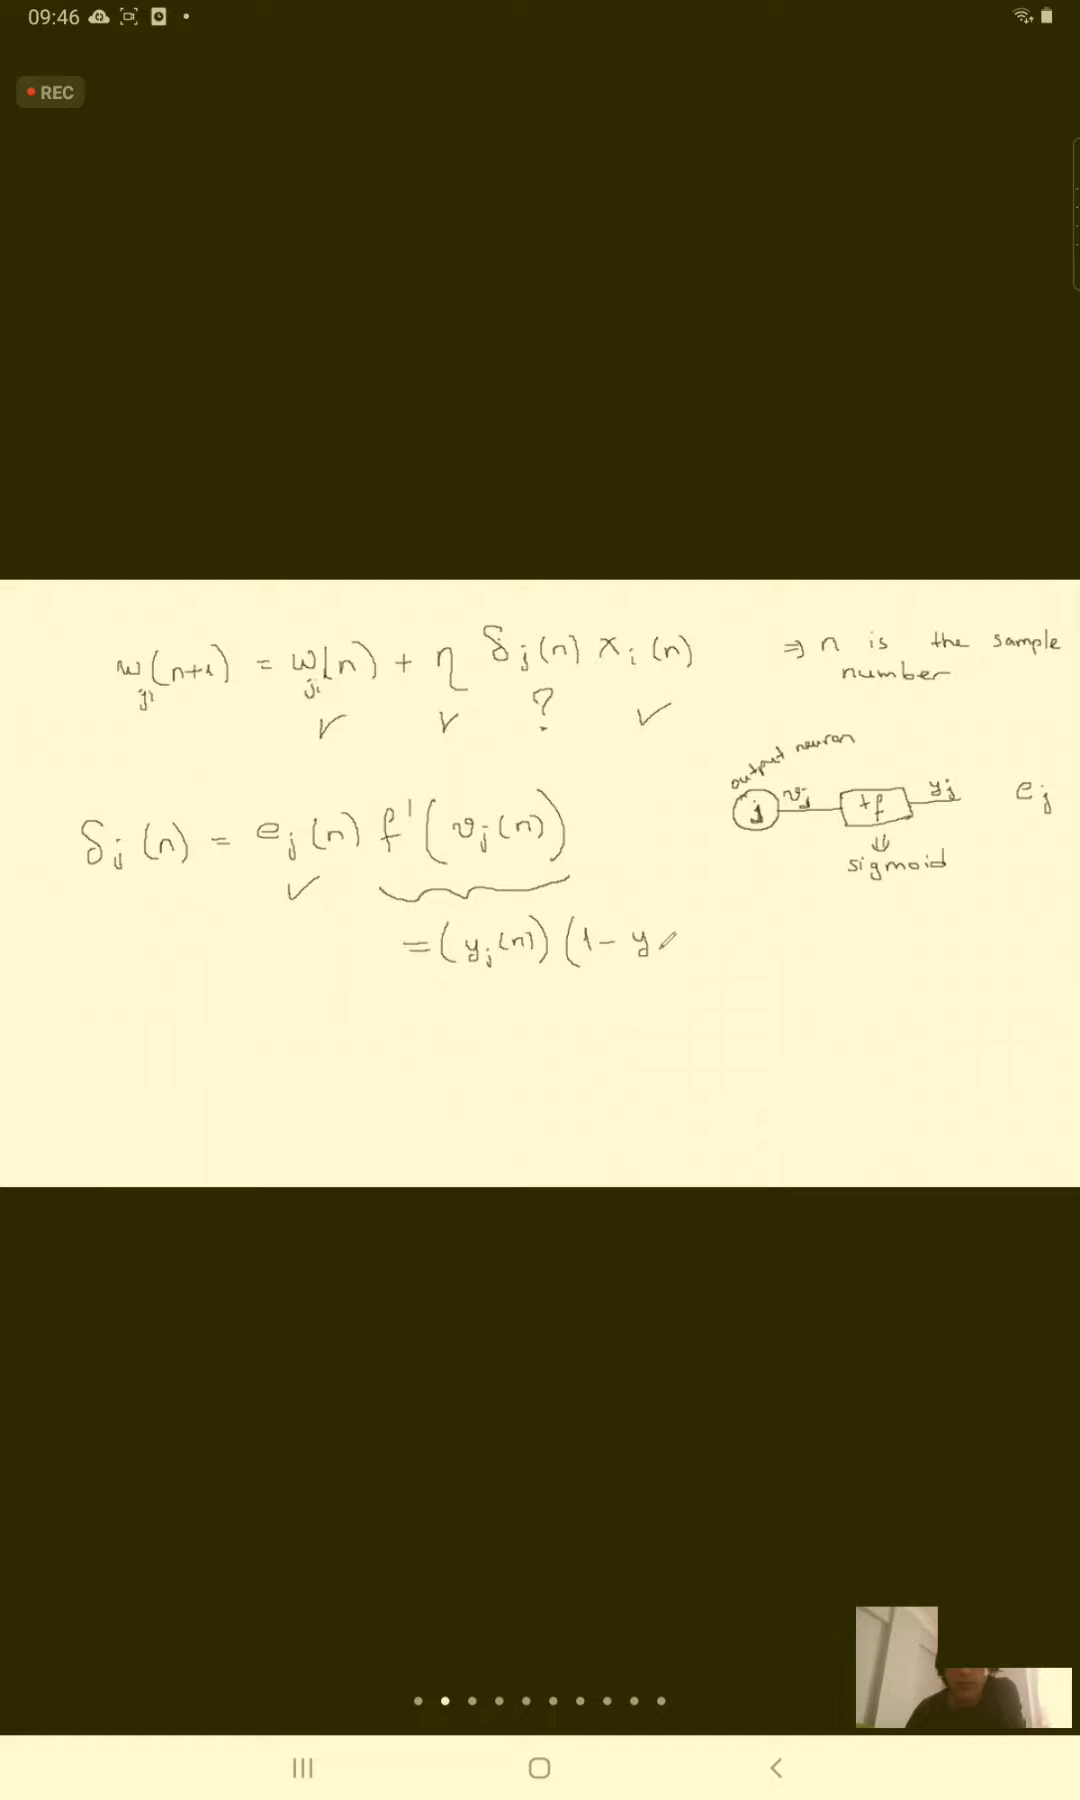 09:46
REC
w_ji(n+1) = w_ji(n) + η δ_j(n) x_i(n) ⇒ n is the sample
number
✓ ✓ ? ✓
output neuron
j v_j tf y_j e_j
⇓
sigmoid
δ_j(n) = e_j(n) f'(v_j(n))
✓
= (y_j(n)) (1 - y